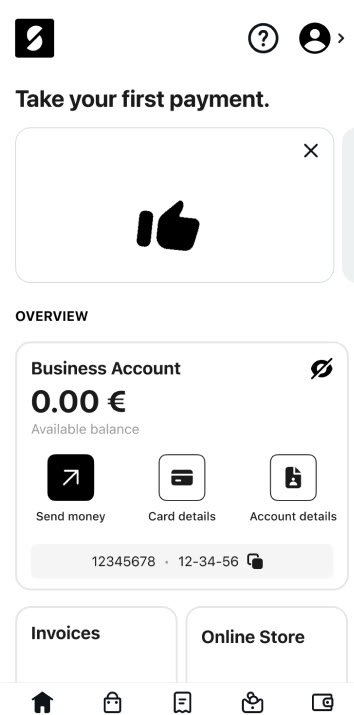 Take your first payment.
OVERVIEW
Business Account
0.00 €
Available balance
Send money
Card details
Account details
12345678 • 12-34-56
Invoices
Online Store